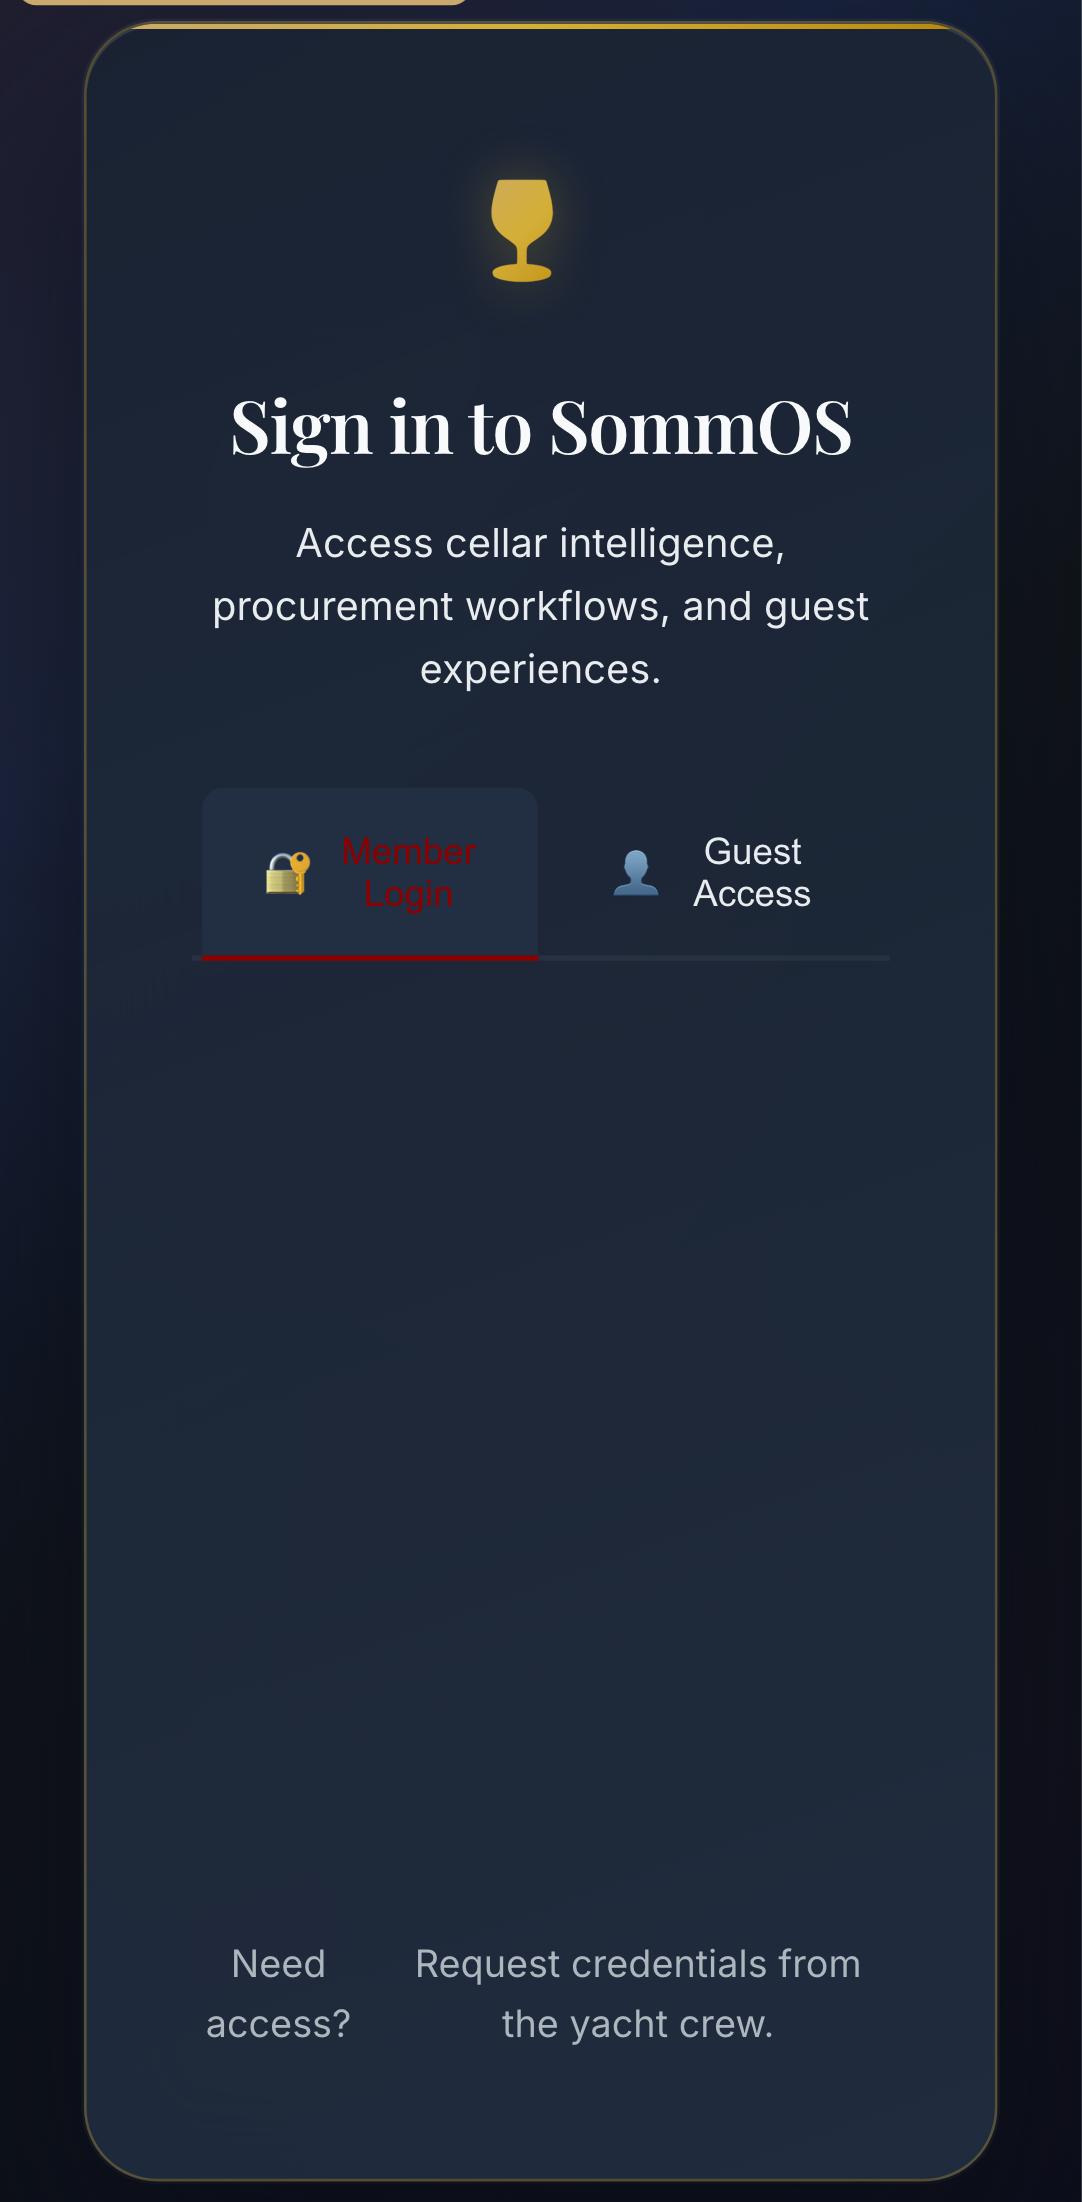 Sign in to SommOS
Access cellar intelligence,
procurement workflows, and guest
experiences.
Member
Login
Guest
Access
Need
access?
Request credentials from
the yacht crew.